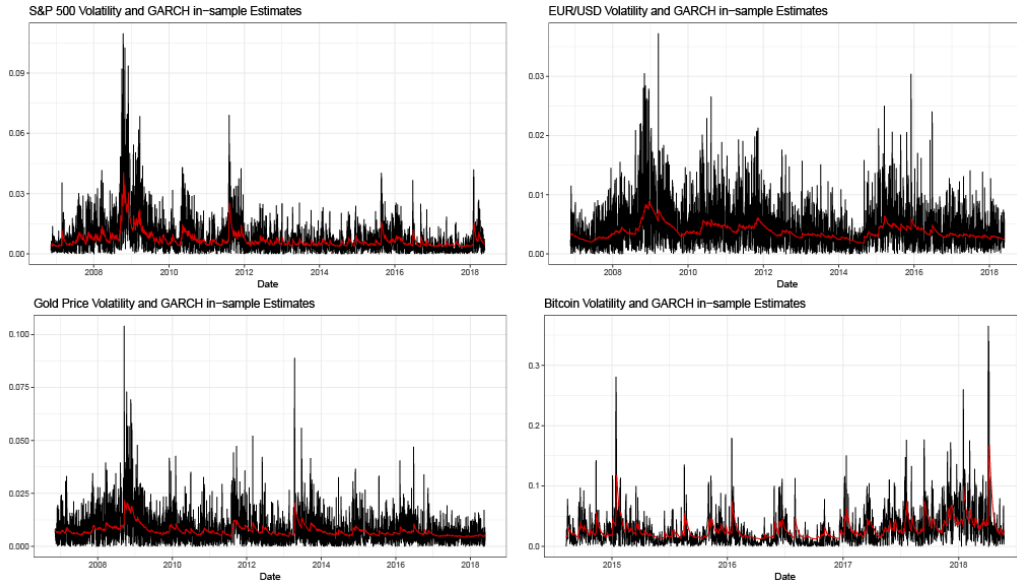 S&P 500 Volatility and GARCH in−sample Estimates
0.09
0.06
0.03
0.00
2008 2010 2012 2014 2016 2018
Date
EUR/USD Volatility and GARCH in−sample Estimates
0.03
0.02
0.01
0.00
2008 2010 2012 2014 2016 2018
Date
Gold Price Volatility and GARCH in−sample Estimates
0.100
0.075
0.050
0.025
0.000
2008 2010 2012 2014 2016 2018
Date
Bitcoin Volatility and GARCH in−sample Estimates
0.3
0.2
0.1
0.0
2015 2016 2017 2018
Date